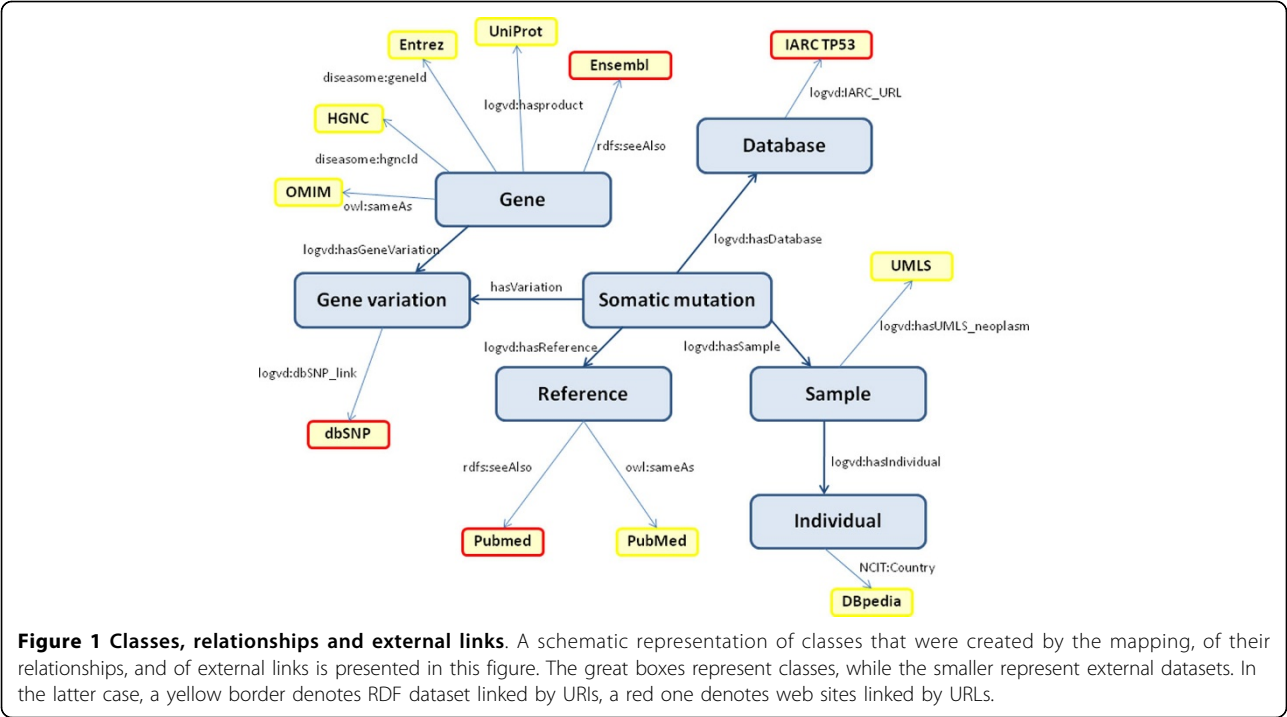 UniProt
Entrez
IARC TP53
Ensembl
diseasome:geneId
logvd:IARC_URL
logvd:hasproduct
HGNC
Database
rdfs:seeAlso
diseasome:hgncId
OMIM
Gene
owl:sameAs
logvd:hasDatabase
logvd:hasGeneVariation
UMLS
hasVariation
Gene variation
Somatic mutation
logvd:hasUMLS_neoplasm
logvd:hasReference
logvd:hasSample
logvd:dbSNP_link
Reference
Sample
dbSNP
logvd:hasIndividual
rdfs:seeAlso
owl:sameAs
Individual
Pubmed
PubMed
NCIT:Country
DBpedia
Figure 1 Classes, relationships and external links. A schematic representation of classes that were created by the mapping, of their
relationships, and of external links is presented in this figure. The great boxes represent classes, while the smaller represent external datasets. In
the latter case, a yellow border denotes RDF dataset linked by URIs, a red one denotes web sites linked by URLs.